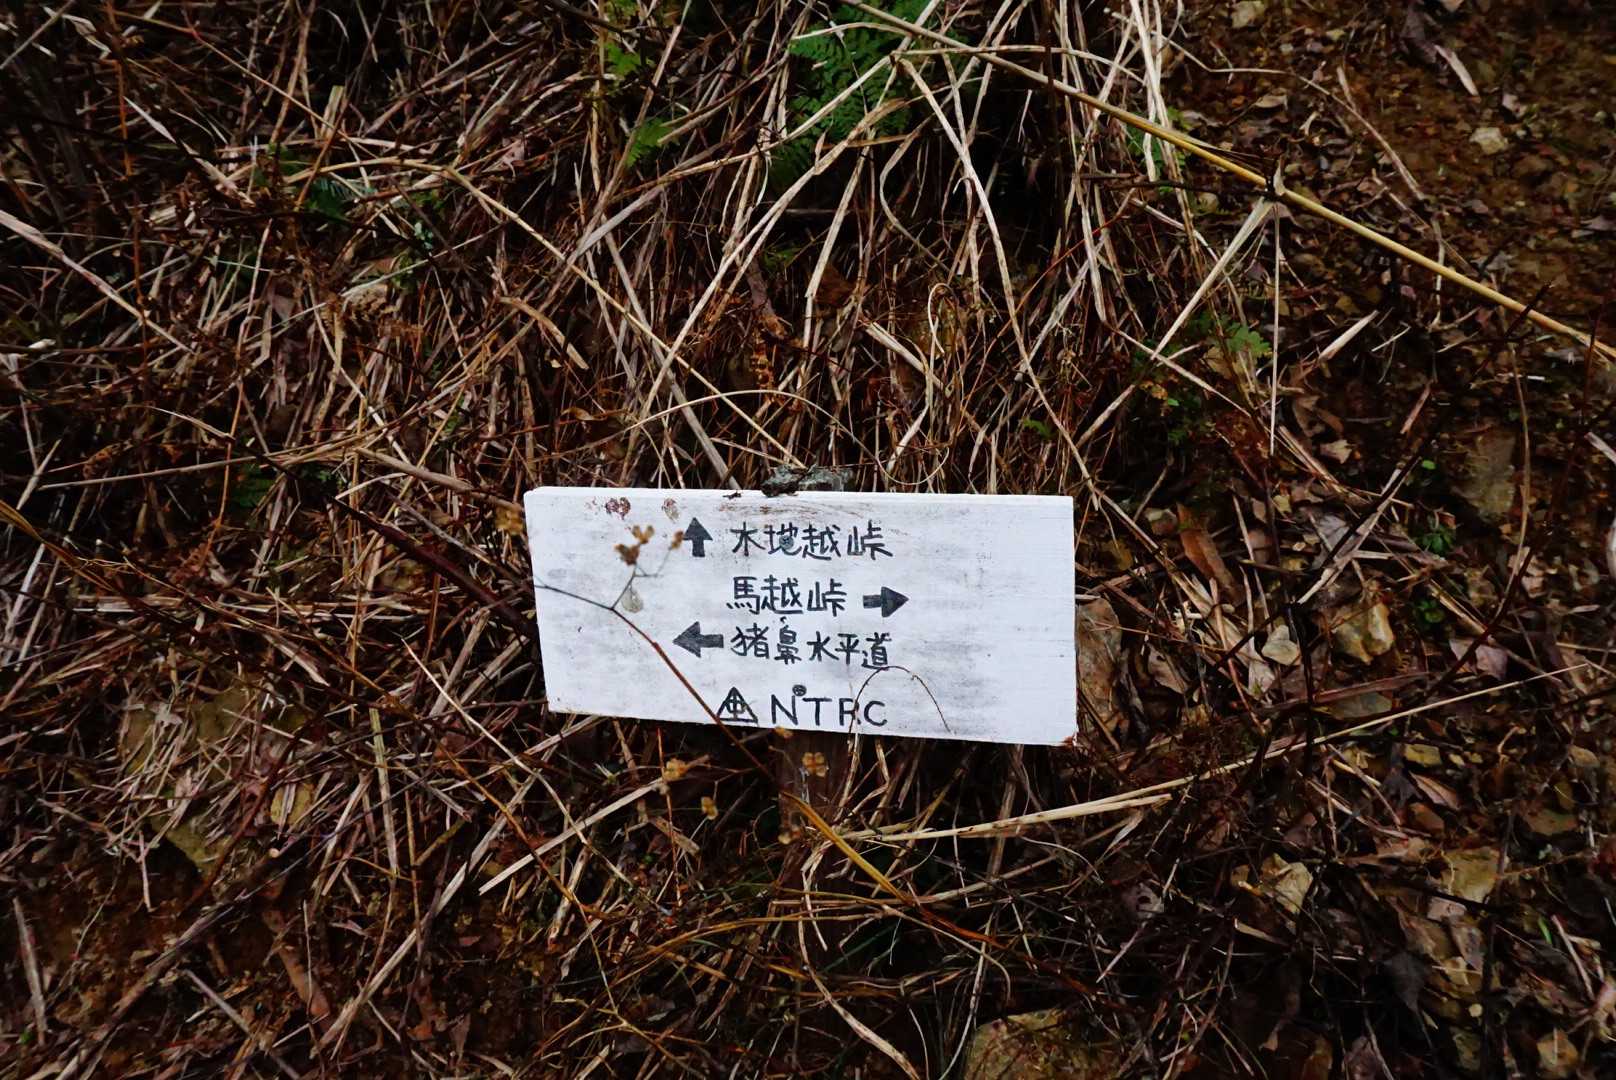 ↑ 木地越峠
馬越峠 →
← 猪鼻水平道
NTRC